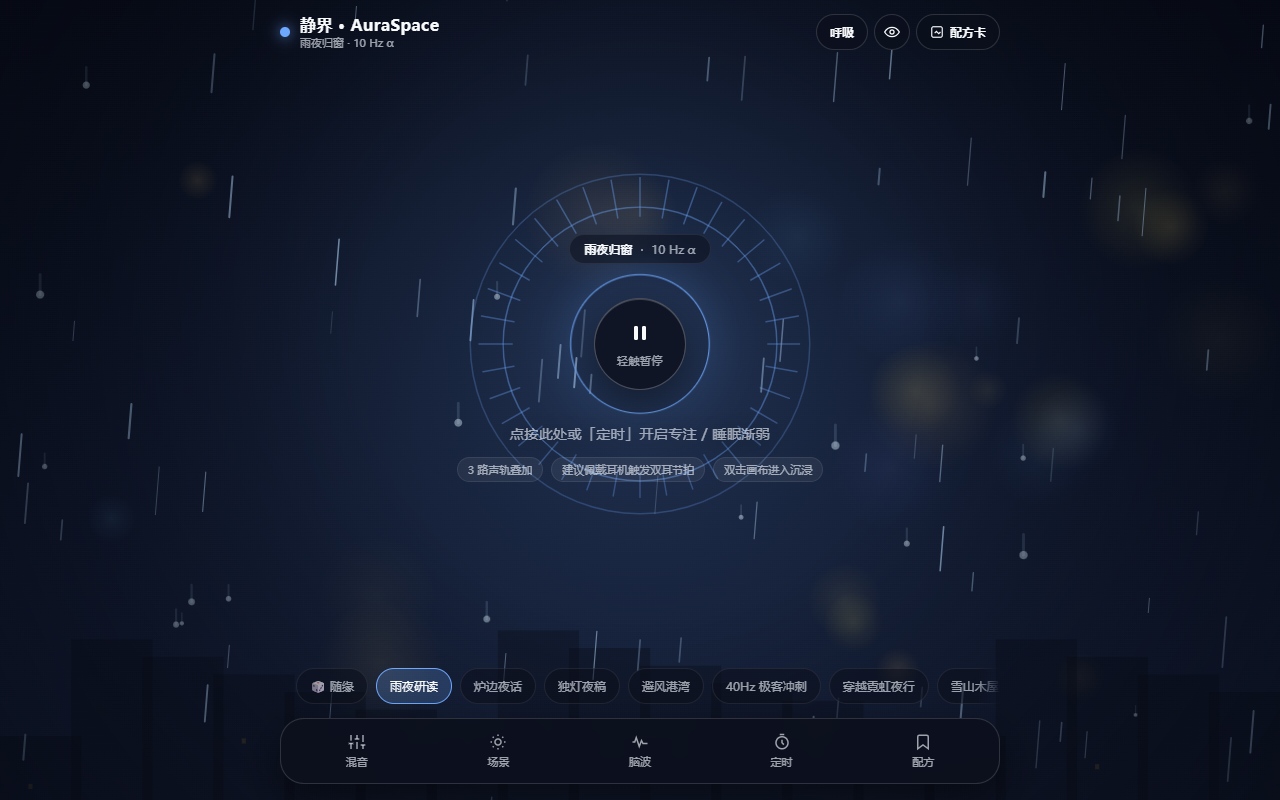 静界 • AuraSpace
雨夜归窗 · 10 Hz α
呼吸
配方卡
雨夜归窗 · 10 Hz α
轻触暂停
点按此处或「定时」开启专注 / 睡眠渐弱
3 路声轨叠加
建议佩戴耳机触发双耳节拍
双击画布进入沉浸
随缘
雨夜研读
炉边夜话
独灯夜稿
避风港湾
40Hz 极客冲刺
穿越霓虹夜行
雪山木屋
混音
场景
脑波
定时
配方